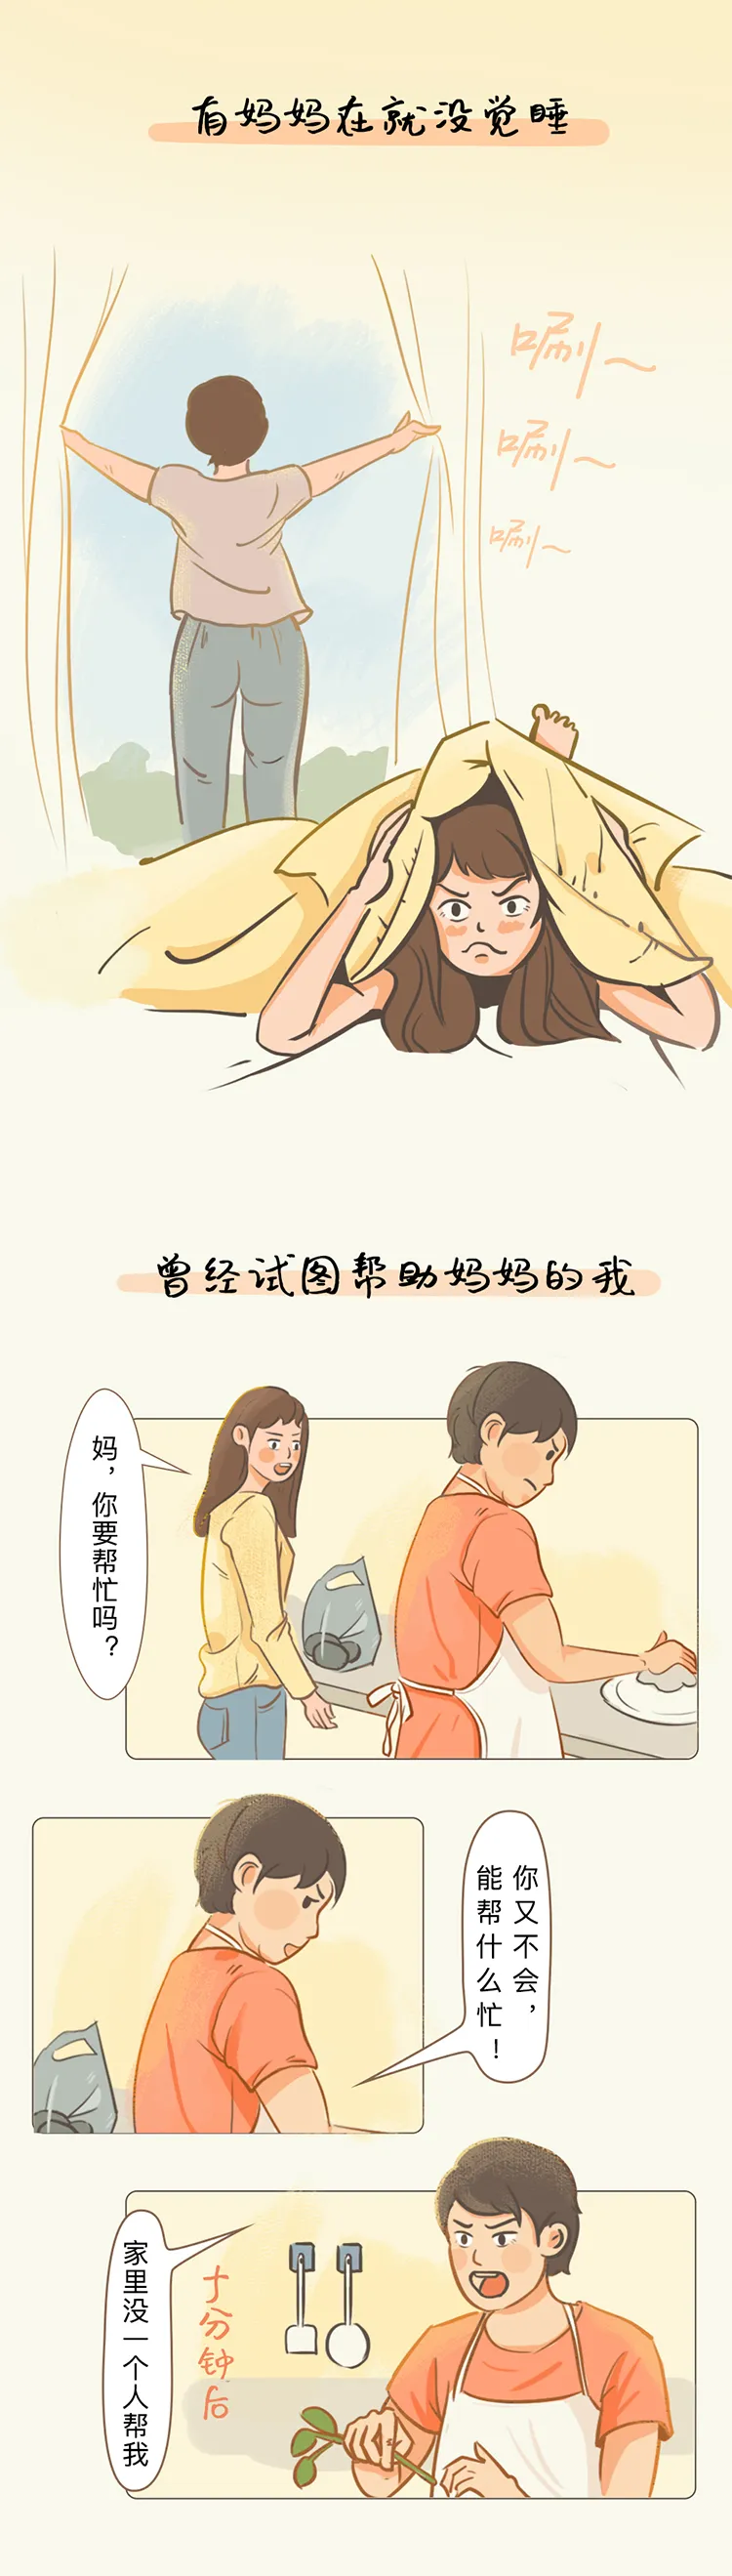 有妈妈在就没觉睡
唰～
唰～
唰～
曾经试图帮助妈妈的我
妈，你要帮忙吗？
你又不会，
能帮什么忙！
家里没一个人帮我
十分钟后